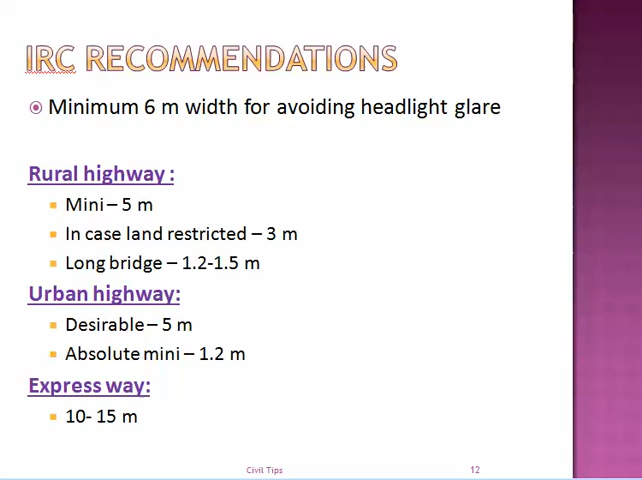 IRC RECOMMENDATIONS
Minimum 6 m width for avoiding headlight glare
Rural highway :
Mini – 5 m
In case land restricted – 3 m
Long bridge – 1.2-1.5 m
Urban highway:
Desirable – 5 m
Absolute mini – 1.2 m
Express way:
10- 15 m
Civil Tips
12